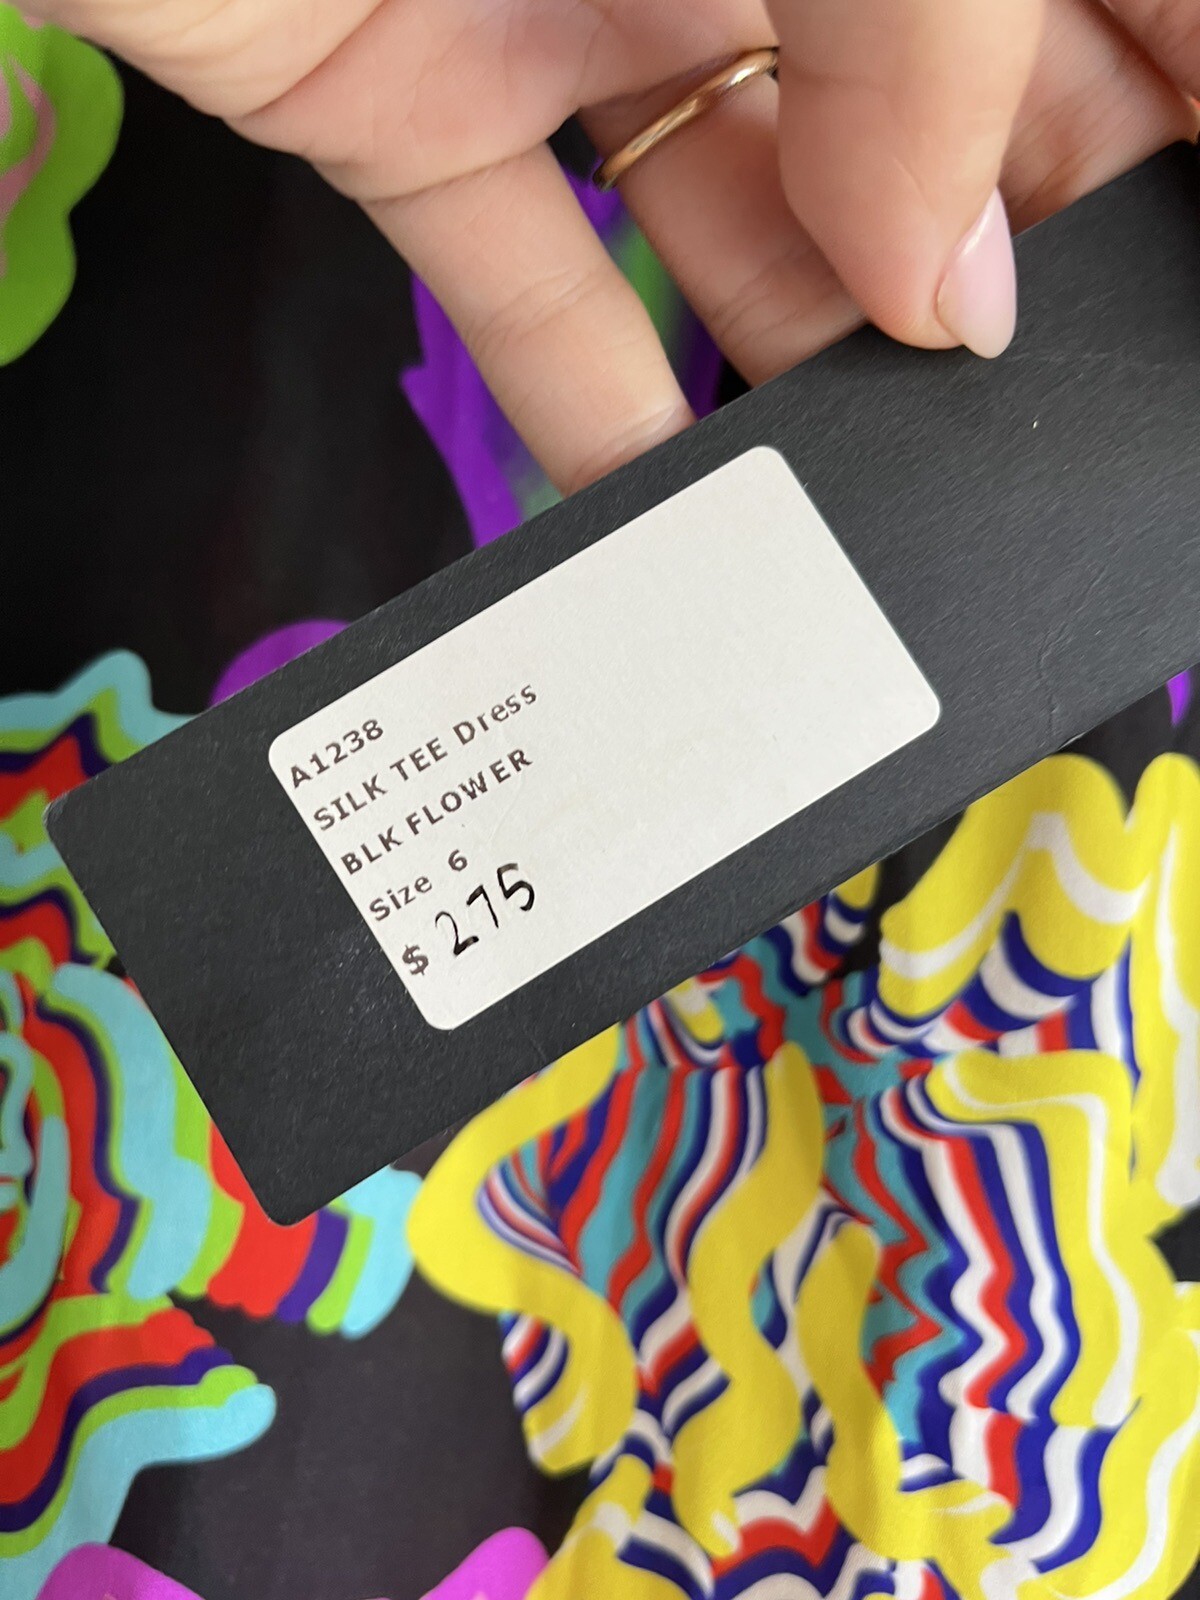 A1238
SILK TEE Dress
BLK FLOWER
Size 6
$ 275